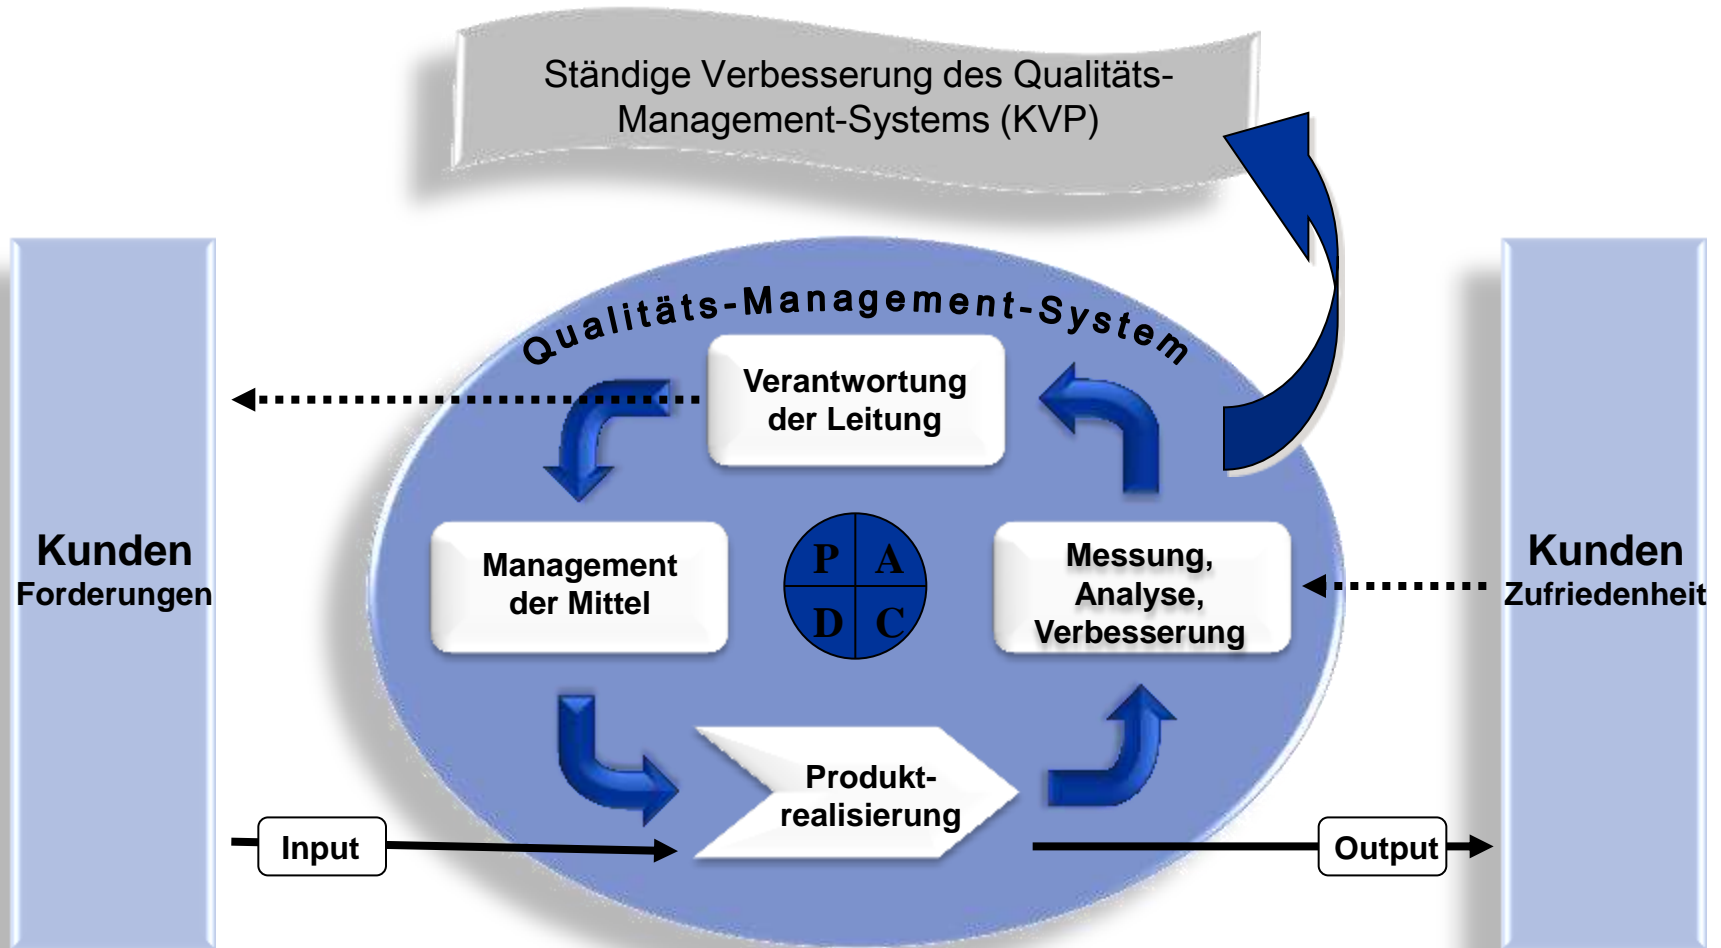 Ständige Verbesserung des Qualitäts-
Management-Systems (KVP)
Qualitäts-Management-System
Verantwortung
der Leitung
Kunden
Forderungen
Management
der Mittel
P A
D C
Messung,
Analyse,
Verbesserung
Kunden
Zufriedenheit
Produkt-
realisierung
Input
Output